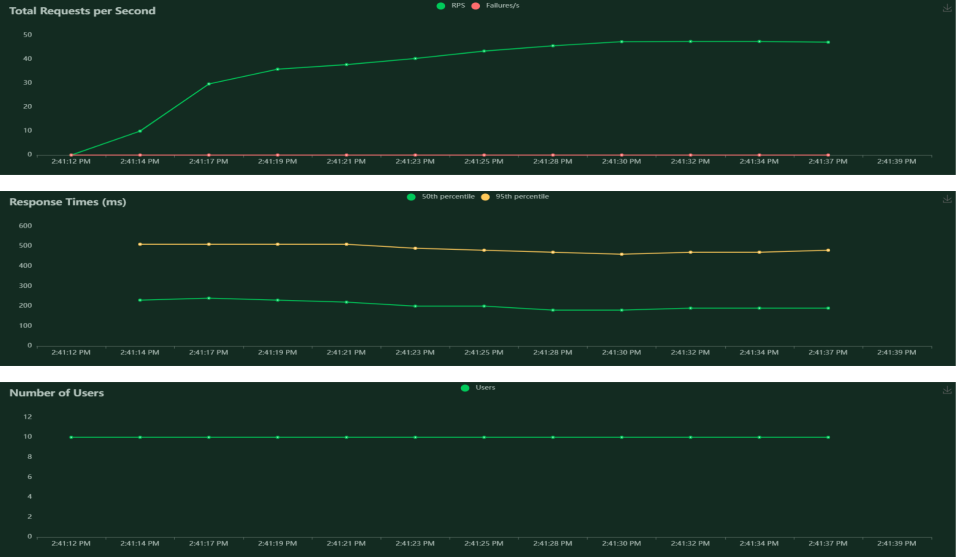 Total Requests per Second
RPS Failures/s
50
40
30
20
10
0
2:41:12 PM 2:41:14 PM 2:41:17 PM 2:41:19 PM 2:41:21 PM 2:41:23 PM 2:41:25 PM 2:41:28 PM 2:41:30 PM 2:41:32 PM 2:41:34 PM 2:41:37 PM 2:41:39 PM
Response Times (ms)
50th percentile 95th percentile
600
500
400
300
200
100
0
2:41:12 PM 2:41:14 PM 2:41:17 PM 2:41:19 PM 2:41:21 PM 2:41:23 PM 2:41:25 PM 2:41:28 PM 2:41:30 PM 2:41:32 PM 2:41:34 PM 2:41:37 PM 2:41:39 PM
Number of Users
Users
12
10
8
6
4
2
0
2:41:12 PM 2:41:14 PM 2:41:17 PM 2:41:19 PM 2:41:21 PM 2:41:23 PM 2:41:25 PM 2:41:28 PM 2:41:30 PM 2:41:32 PM 2:41:34 PM 2:41:37 PM 2:41:39 PM